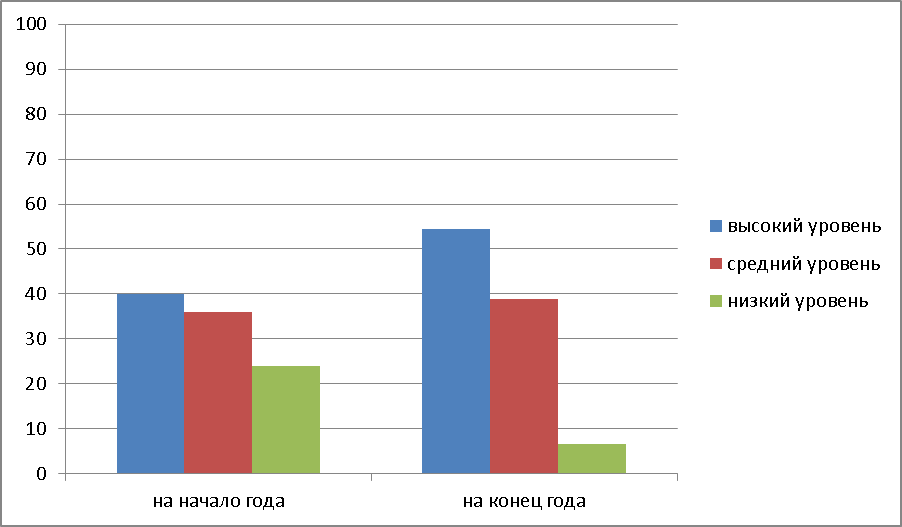 100
90
80
70
60
50
40
30
20
10
0
на начало года
на конец года
высокий уровень
средний уровень
низкий уровень